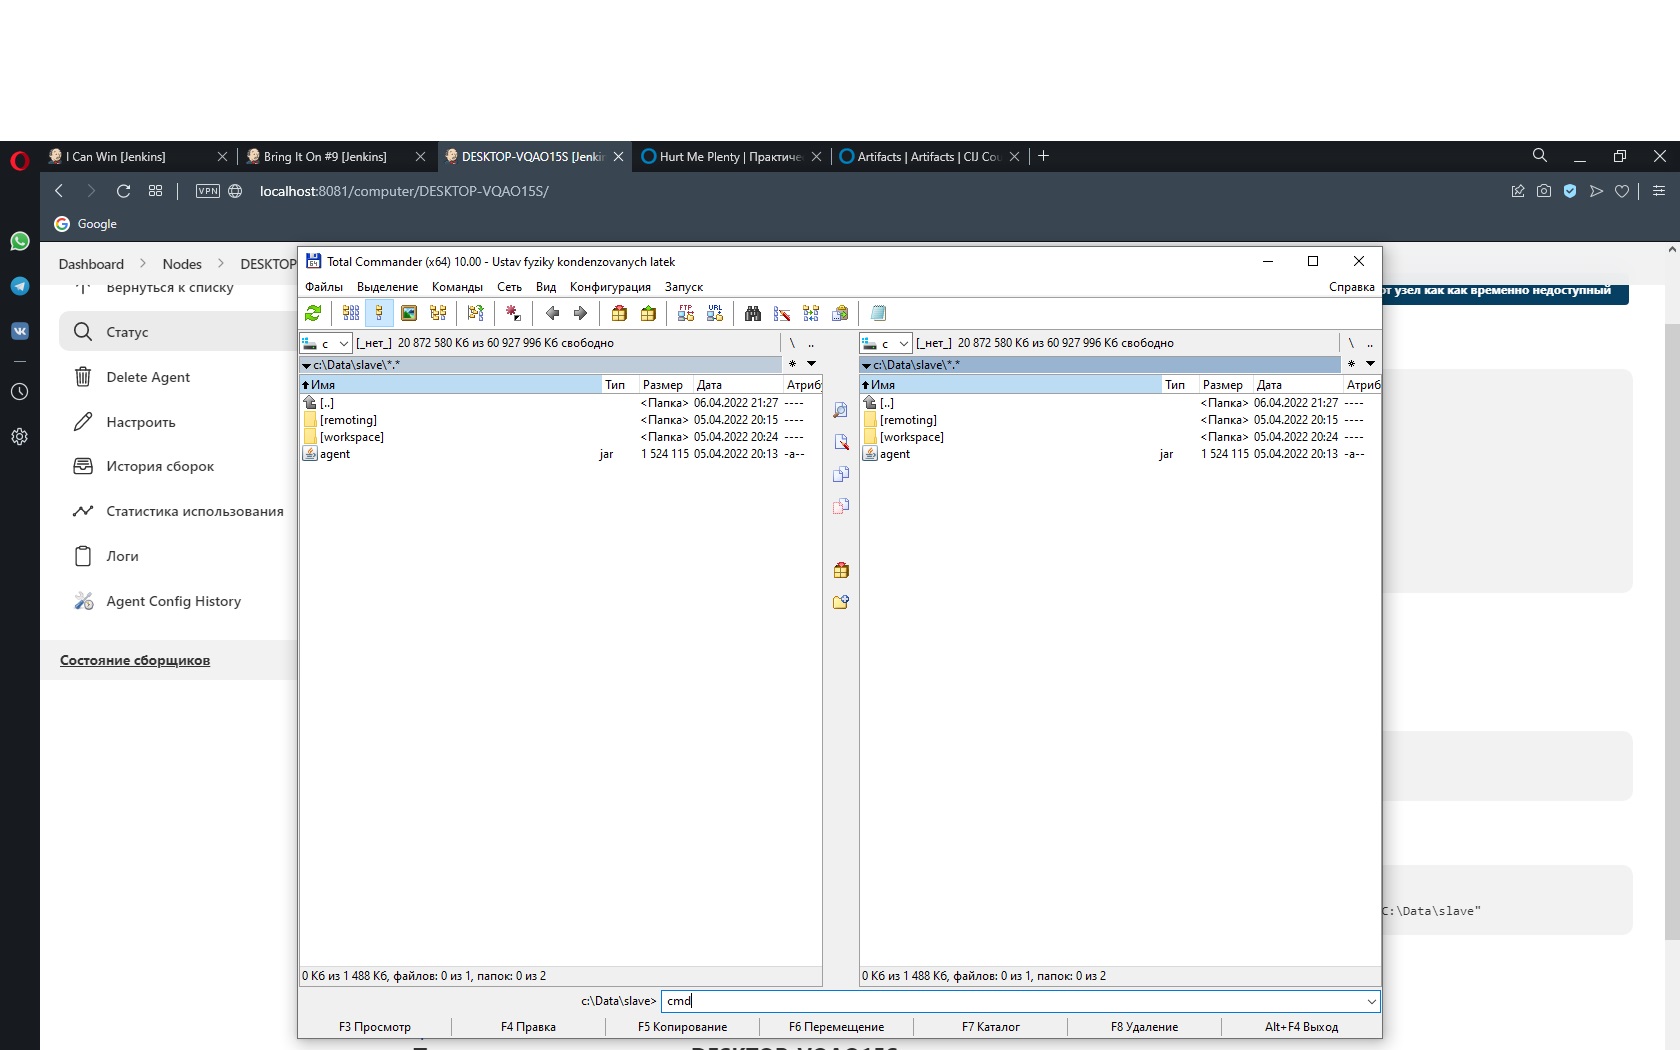 I Can Win [Jenkins]
Bring It On #9 [Jenkins]
DESKTOP-VQAO15S [Jenki
Hurt Me Plenty | Практиче
Artifacts | Artifacts | CIJ Cou
VPN
localhost:8081/computer/DESKTOP-VQAO15S/
Google
Dashboard
Nodes
DESKTOP
Вернуться к списку
от узел как как временно недоступный
Статус
Delete Agent
Настроить
История сборок
Статистика использования
Логи
Agent Config History
Состояние сборщиков
Total Commander (x64) 10.00 - Ustav fyziky kondenzovanych latek
Файлы Выделение Команды Сеть Вид Конфигурация Запуск Справка
FTP URL
c [_нет_] 20 872 580 Кб из 60 927 996 Кб свободно \ ..
c:\Data\slave\*.* *
Имя Тип Размер Дата Атриб
[..] <Папка> 06.04.2022 21:27 ----
[remoting] <Папка> 05.04.2022 20:15 ----
[workspace] <Папка> 05.04.2022 20:24 ----
agent jar 1 524 115 05.04.2022 20:13 -a--
0 Кб из 1 488 Кб, файлов: 0 из 1, папок: 0 из 2
c [_нет_] 20 872 580 Кб из 60 927 996 Кб свободно \ ..
c:\Data\slave\*.* *
Имя Тип Размер Дата Атриб
[..] <Папка> 06.04.2022 21:27 ----
[remoting] <Папка> 05.04.2022 20:15 ----
[workspace] <Папка> 05.04.2022 20:24 ----
agent jar 1 524 115 05.04.2022 20:13 -a--
0 Кб из 1 488 Кб, файлов: 0 из 1, папок: 0 из 2
C:\Data\slave"
c:\Data\slave> cmd
F3 Просмотр F4 Правка F5 Копирование F6 Перемещение F7 Каталог F8 Удаление Alt+F4 Выход